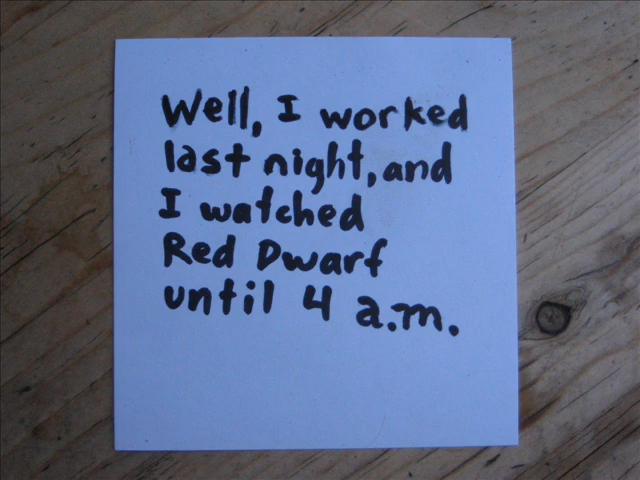 Well, I worked
last night, and
I watched
Red Dwarf
until 4 a.m.